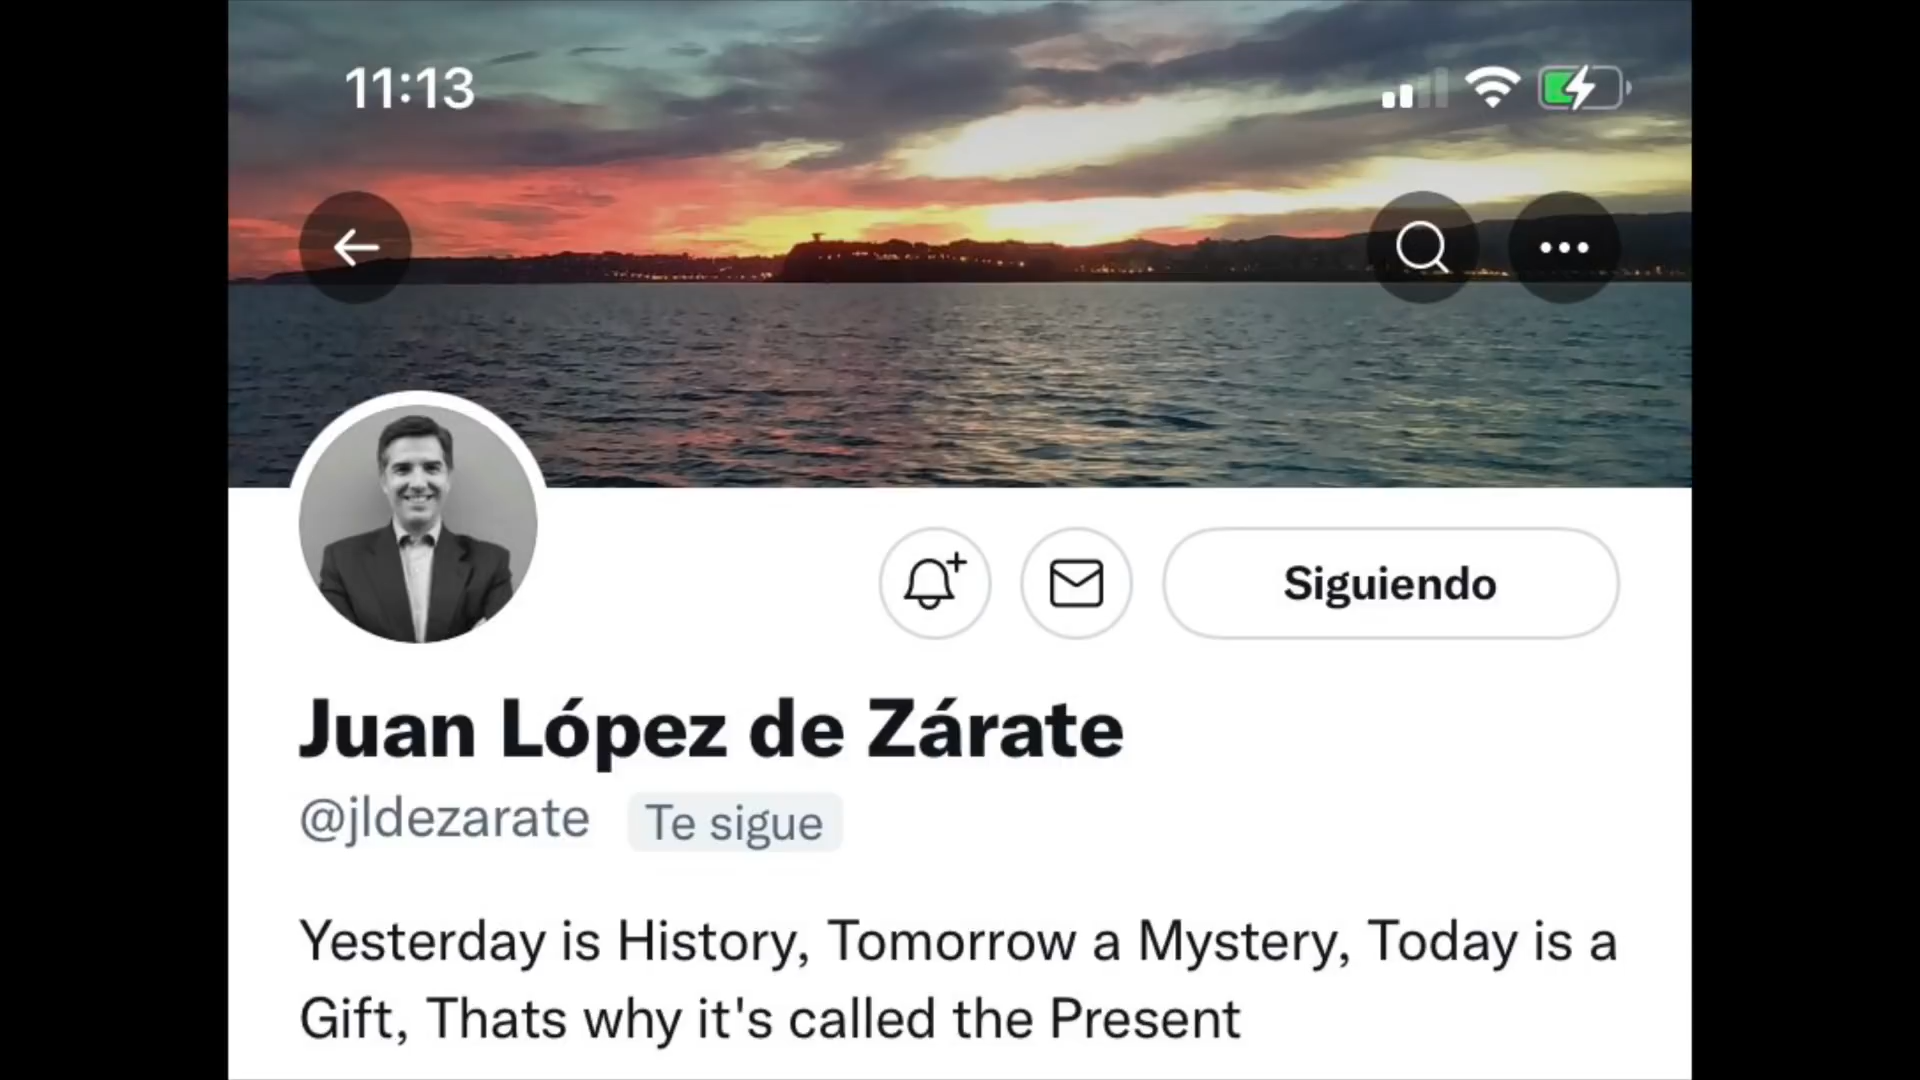 11:13
Siguiendo
Juan López de Zárate
@jldezarate Te sigue
Yesterday is History, Tomorrow a Mystery, Today is a
Gift, Thats why it's called the Present